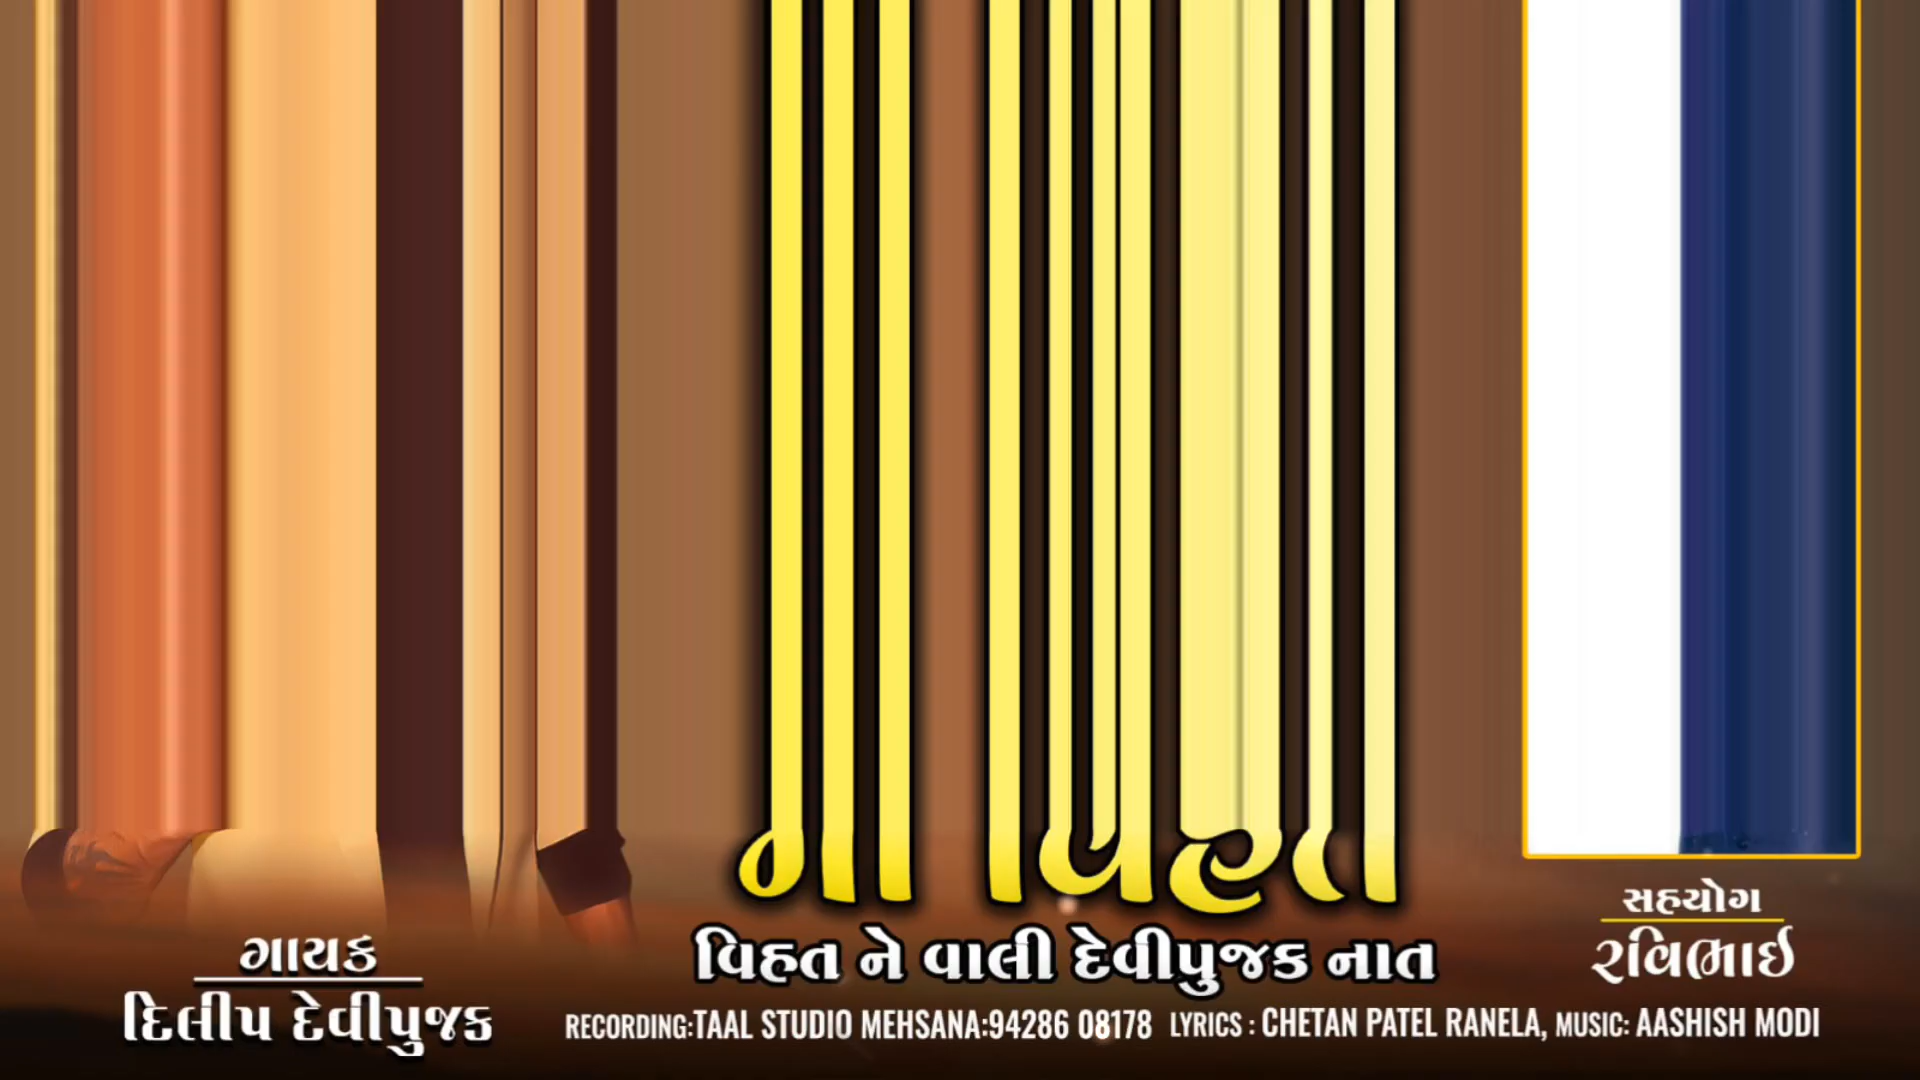 વિહત ને વાલી દેવીપુજક નાત
સહયોગ
રવિભાઈ
ગાયક
દિલીપ દેવીપુજક
RECORDING:TAAL STUDIO MEHSANA:94286 08178 LYRICS : CHETAN PATEL RANELA, MUSIC: AASHISH MODI